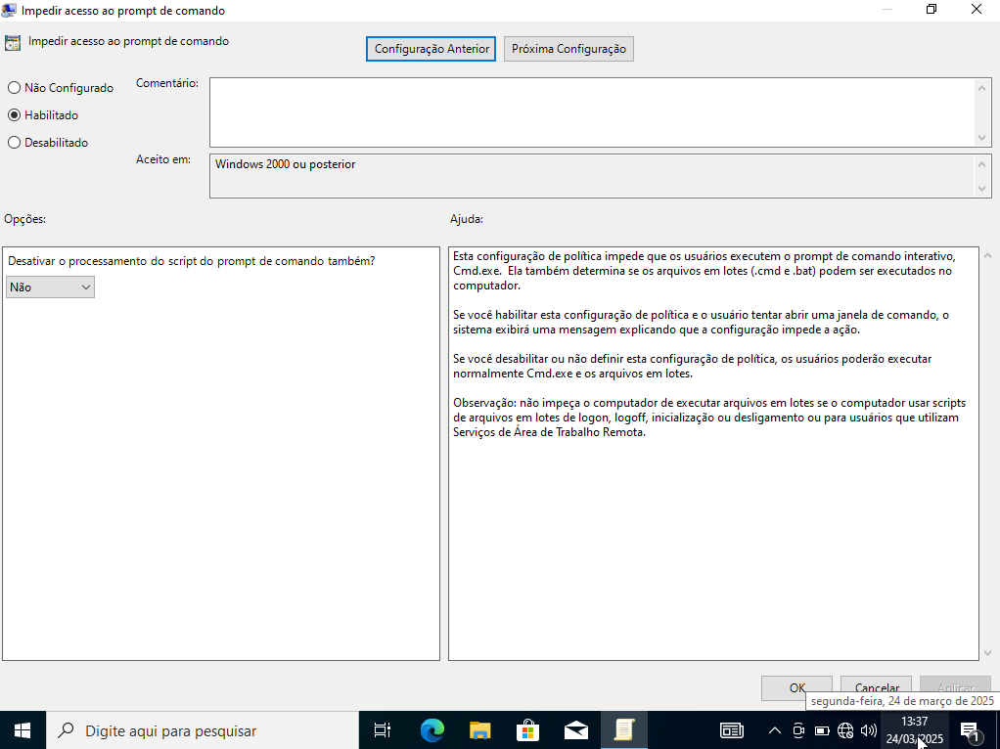 Impedir acesso ao prompt de comando
Impedir acesso ao prompt de comando
Configuração Anterior
Próxima Configuração
Não Configurado
Habilitado
Desabilitado
Comentário:
Aceito em:
Windows 2000 ou posterior
Opções:
Ajuda:
Desativar o processamento do script do prompt de comando também?
Não
Esta configuração de política impede que os usuários executem o prompt de comando interativo,
Cmd.exe.  Ela também determina se os arquivos em lotes (.cmd e .bat) podem ser executados no
computador.
Se você habilitar esta configuração de política e o usuário tentar abrir uma janela de comando, o
sistema exibirá uma mensagem explicando que a configuração impede a ação.
Se você desabilitar ou não definir esta configuração de política, os usuários poderão executar
normalmente Cmd.exe e os arquivos em lotes.
Observação: não impeça o computador de executar arquivos em lotes se o computador usar scripts
de arquivos em lotes de logon, logoff, inicialização ou desligamento ou para usuários que utilizam
Serviços de Área de Trabalho Remota.
OK
Cancelar
Aplicar
segunda-feira, 24 de março de 2025
Digite aqui para pesquisar
13:37
24/03/2025
1